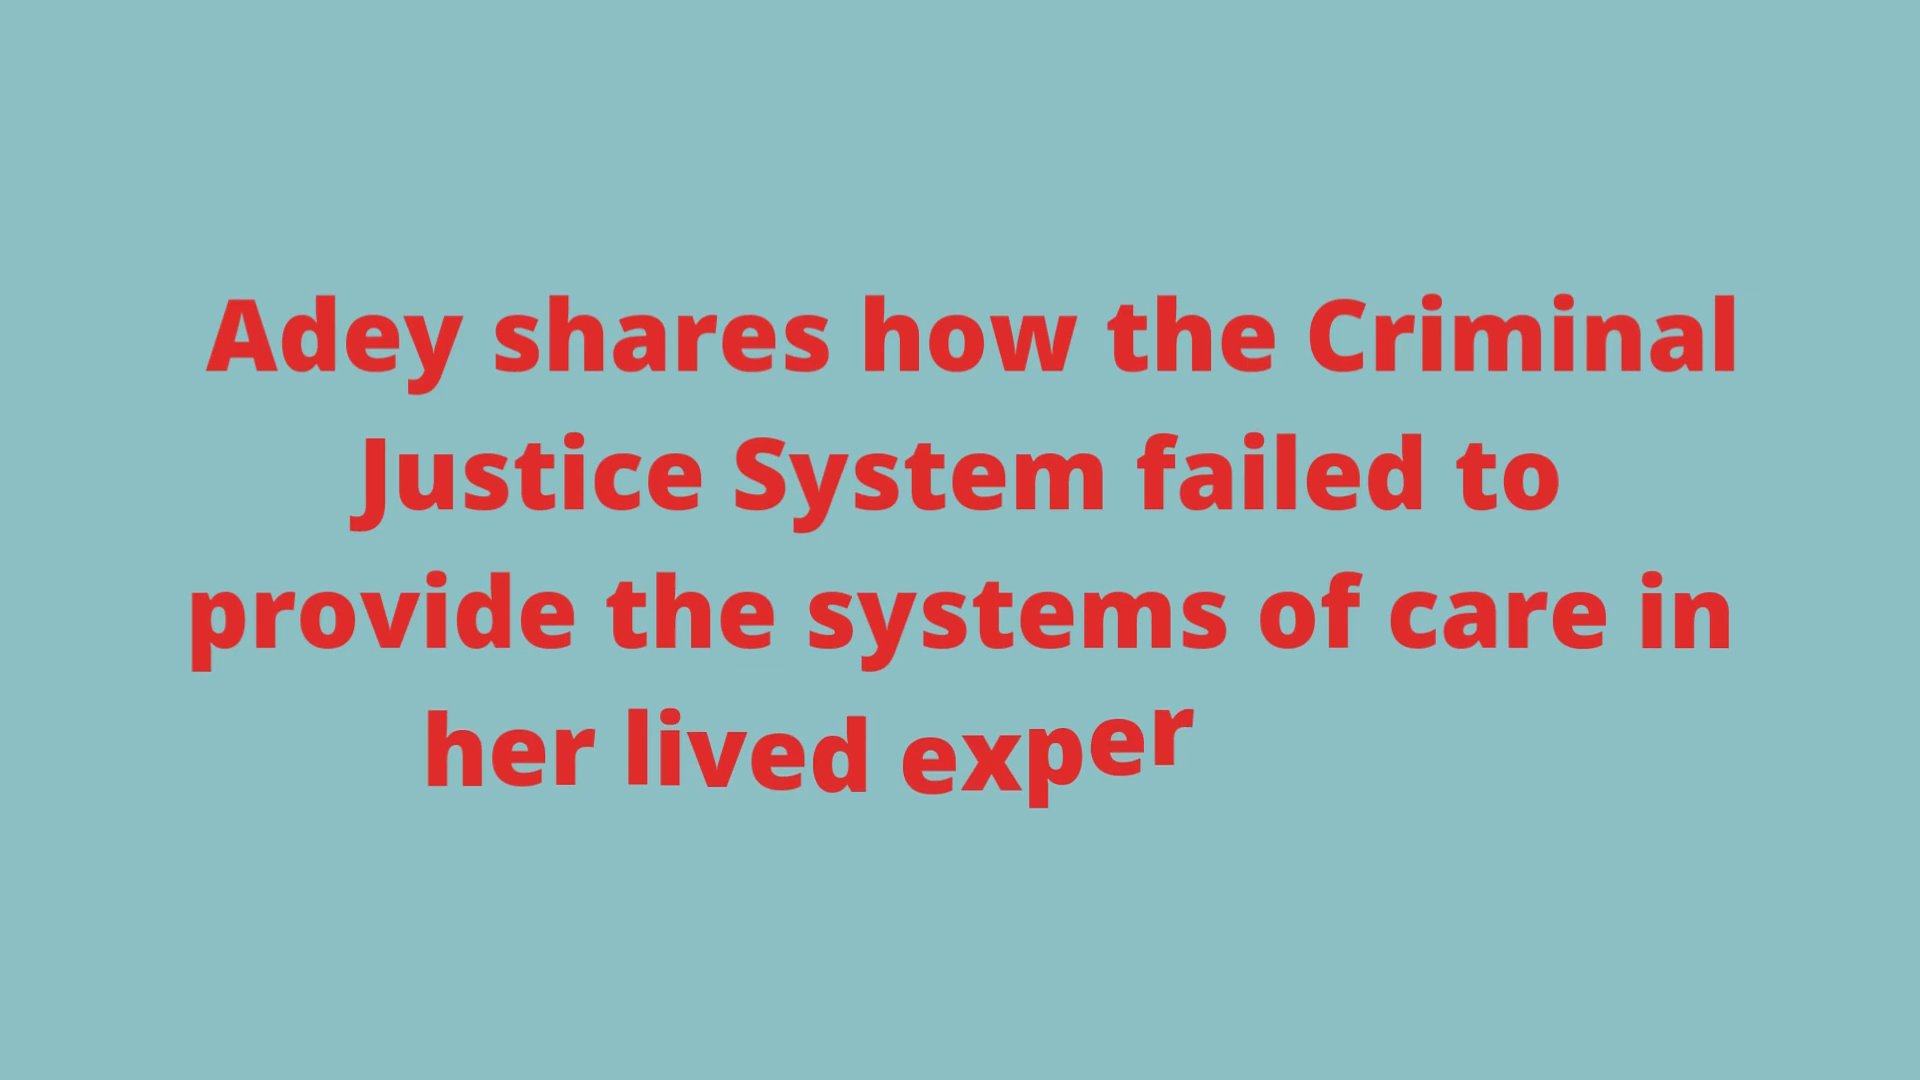 Adey shares how the Criminal
Justice System failed to
provide the systems of care in
her lived exper